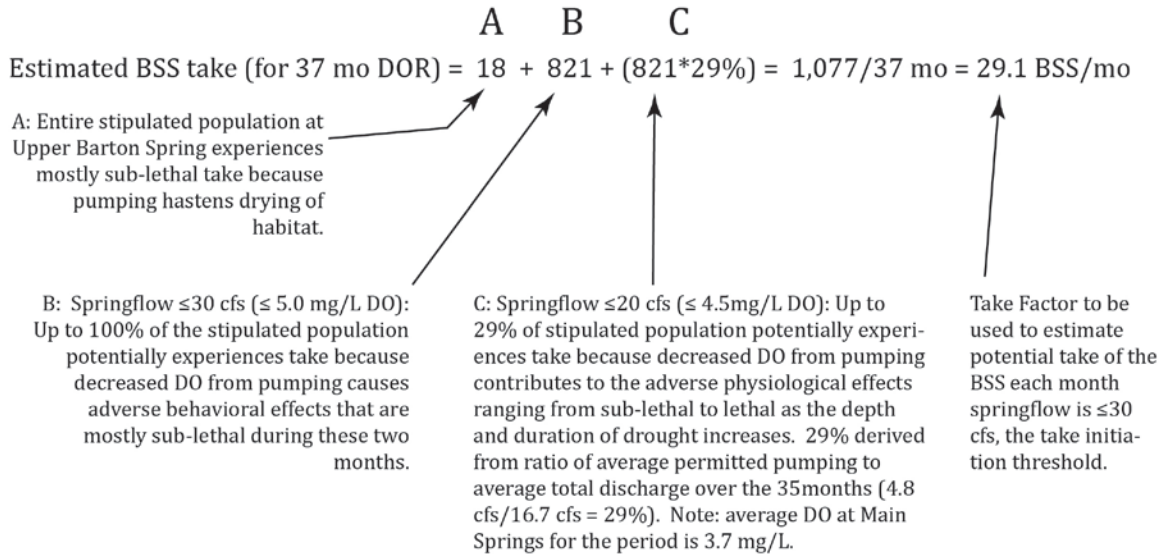 A B C
Estimated BSS take (for 37 mo DOR) = 18 + 821 + (821*29%) = 1,077/37 mo = 29.1 BSS/mo
A: Entire stipulated population at
Upper Barton Spring experiences
mostly sub-lethal take because
pumping hastens drying of
habitat.
B: Springflow ≤30 cfs (≤ 5.0 mg/L DO):
Up to 100% of the stipulated population
potentially experiences take because
decreased DO from pumping causes
adverse behavioral effects that are
mostly sub-lethal during these two
months.
C: Springflow ≤20 cfs (≤ 4.5mg/L DO): Up to
29% of stipulated population potentially experi-
ences take because decreased DO from pumping
contributes to the adverse physiological effects
ranging from sub-lethal to lethal as the depth
and duration of drought increases. 29% derived
from ratio of average permitted pumping to
average total discharge over the 35months (4.8
cfs/16.7 cfs = 29%). Note: average DO at Main
Springs for the period is 3.7 mg/L.
Take Factor to be
used to estimate
potential take of the
BSS each month
springflow is ≤30
cfs, the take initia-
tion threshold.